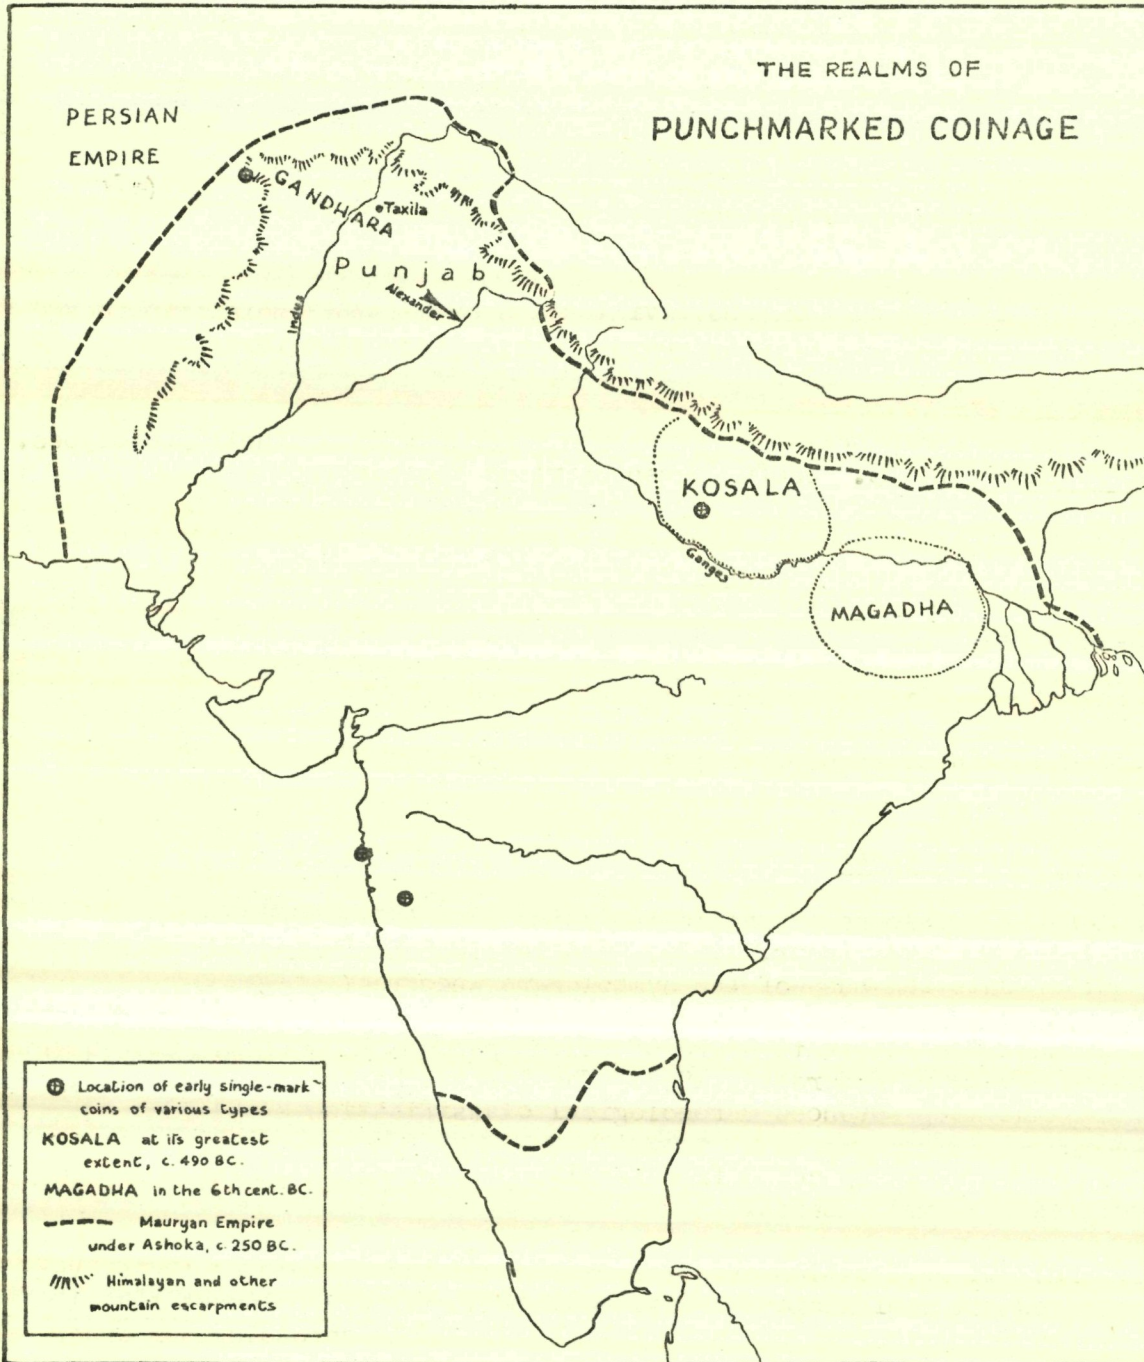 THE REALMS OF
PUNCHMARKED COINAGE
PERSIAN
EMPIRE
GANDHARA
Taxila
Punjab
Alexander
Indus
KOSALA
Ganges
MAGADHA
Location of early single-mark
coins of various types
KOSALA at its greatest
extent, c. 490 BC.
MAGADHA in the 6th cent. BC.
Mauryan Empire
under Ashoka, c 250 BC.
Himalayan and other
mountain escarpments